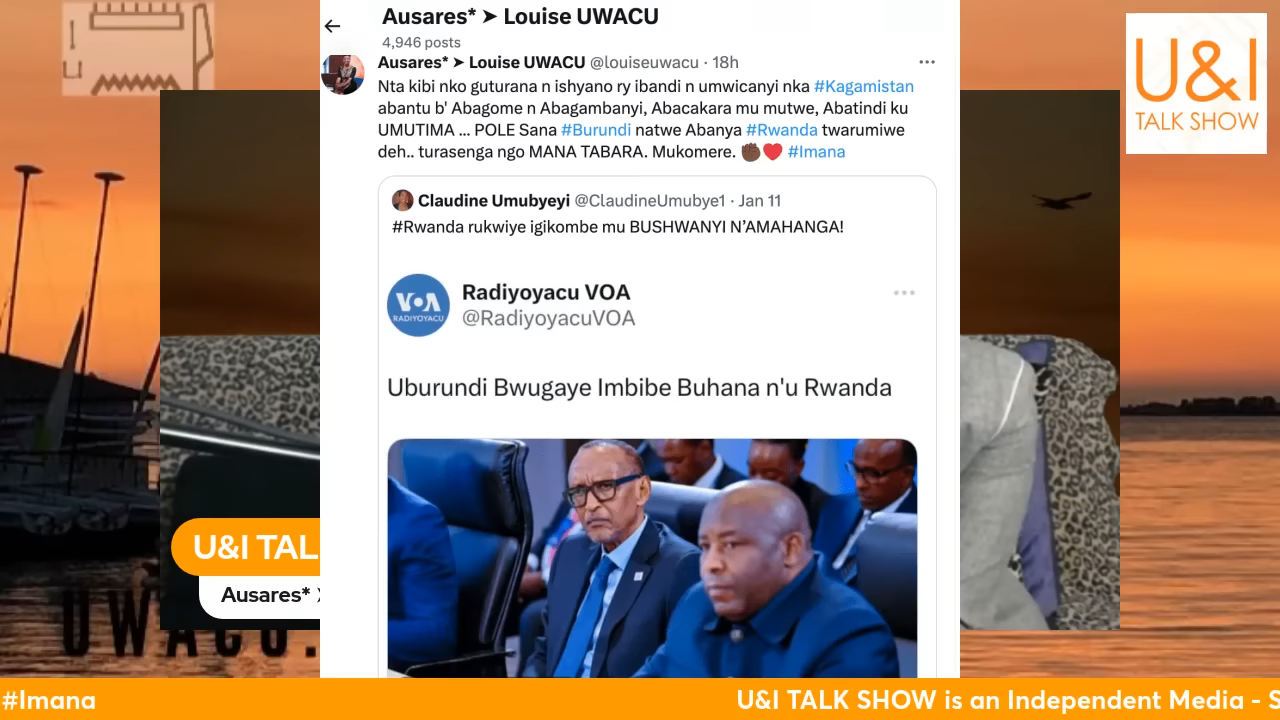 Ausares* ➤ Louise UWACU
4,946 posts
Ausares* ➤ Louise UWACU @louiseuwacu · 18h
Nta kibi nko guturana n ishyano ry ibandi n umwicanyi nka #Kagamistan
abantu b' Abagome n Abagambanyi, Abacakara mu mutwe, Abatindi ku
UMUTIMA ... POLE Sana #Burundi natwe Abanya #Rwanda twarumiwe
deh.. turasenga ngo MANA TABARA. Mukomere. ✊🏾♥️ #Imana
Claudine Umubyeyi @ClaudineUmubye1 · Jan 11
#Rwanda rukwiye igikombe mu BUSHWANYI N’AMAHANGA!
VOA
RADIYOYACU
Radiyoyacu VOA
@RadiyoyacuVOA
Uburundi Bwugaye Imbibe Buhana n'u Rwanda
U&I
TALK SHOW
U&I TAL
Ausares*
UWACU.
#Imana
U&I TALK SHOW is an Independent Media - S